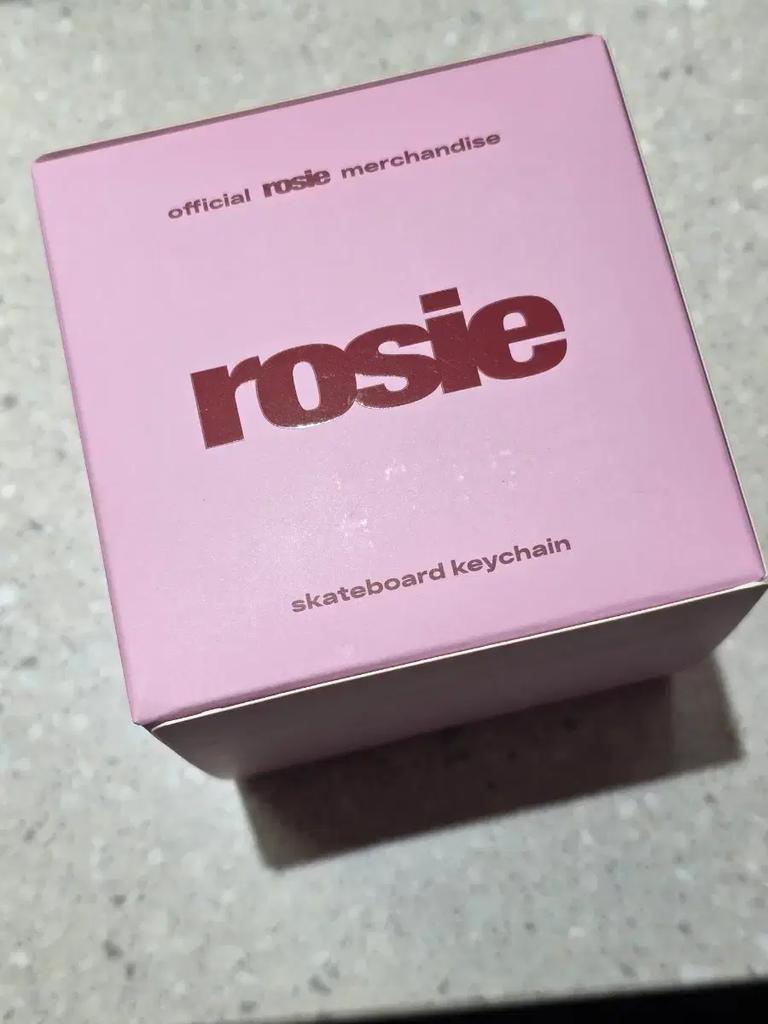 official rosie merchandise
rosie
skateboard keychain